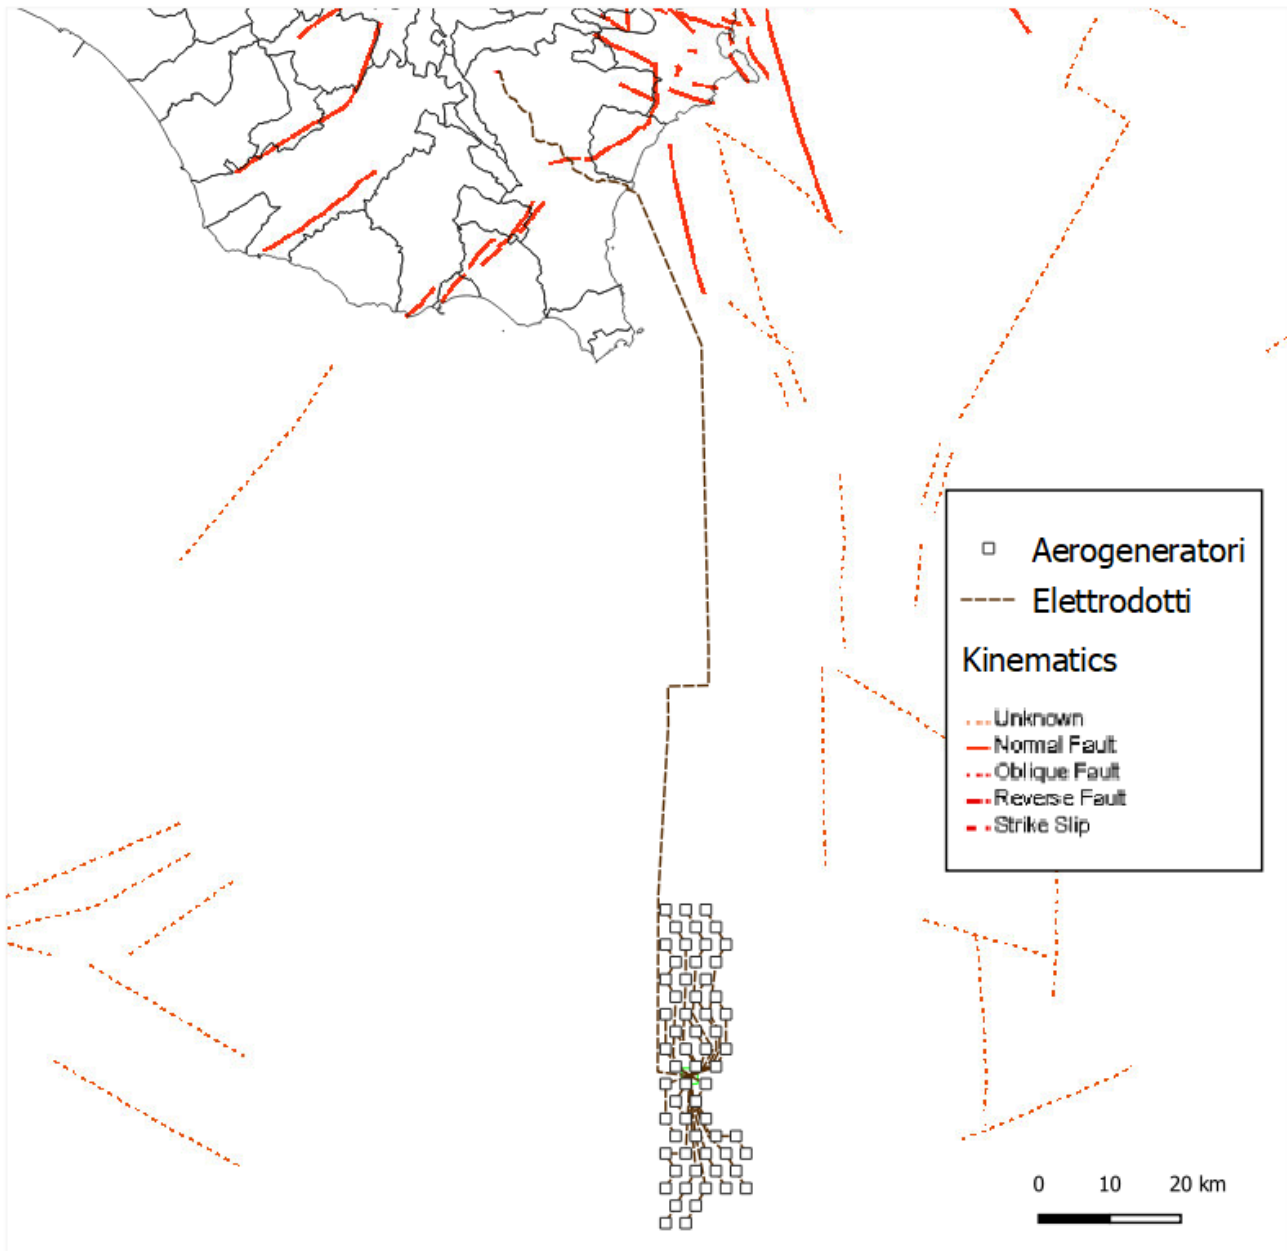 Aerogeneratori
Elettrodotti
Kinematics
Unknown
Normal Fault
Oblique Fault
Reverse Fault
Strike Slip
0 10 20 km